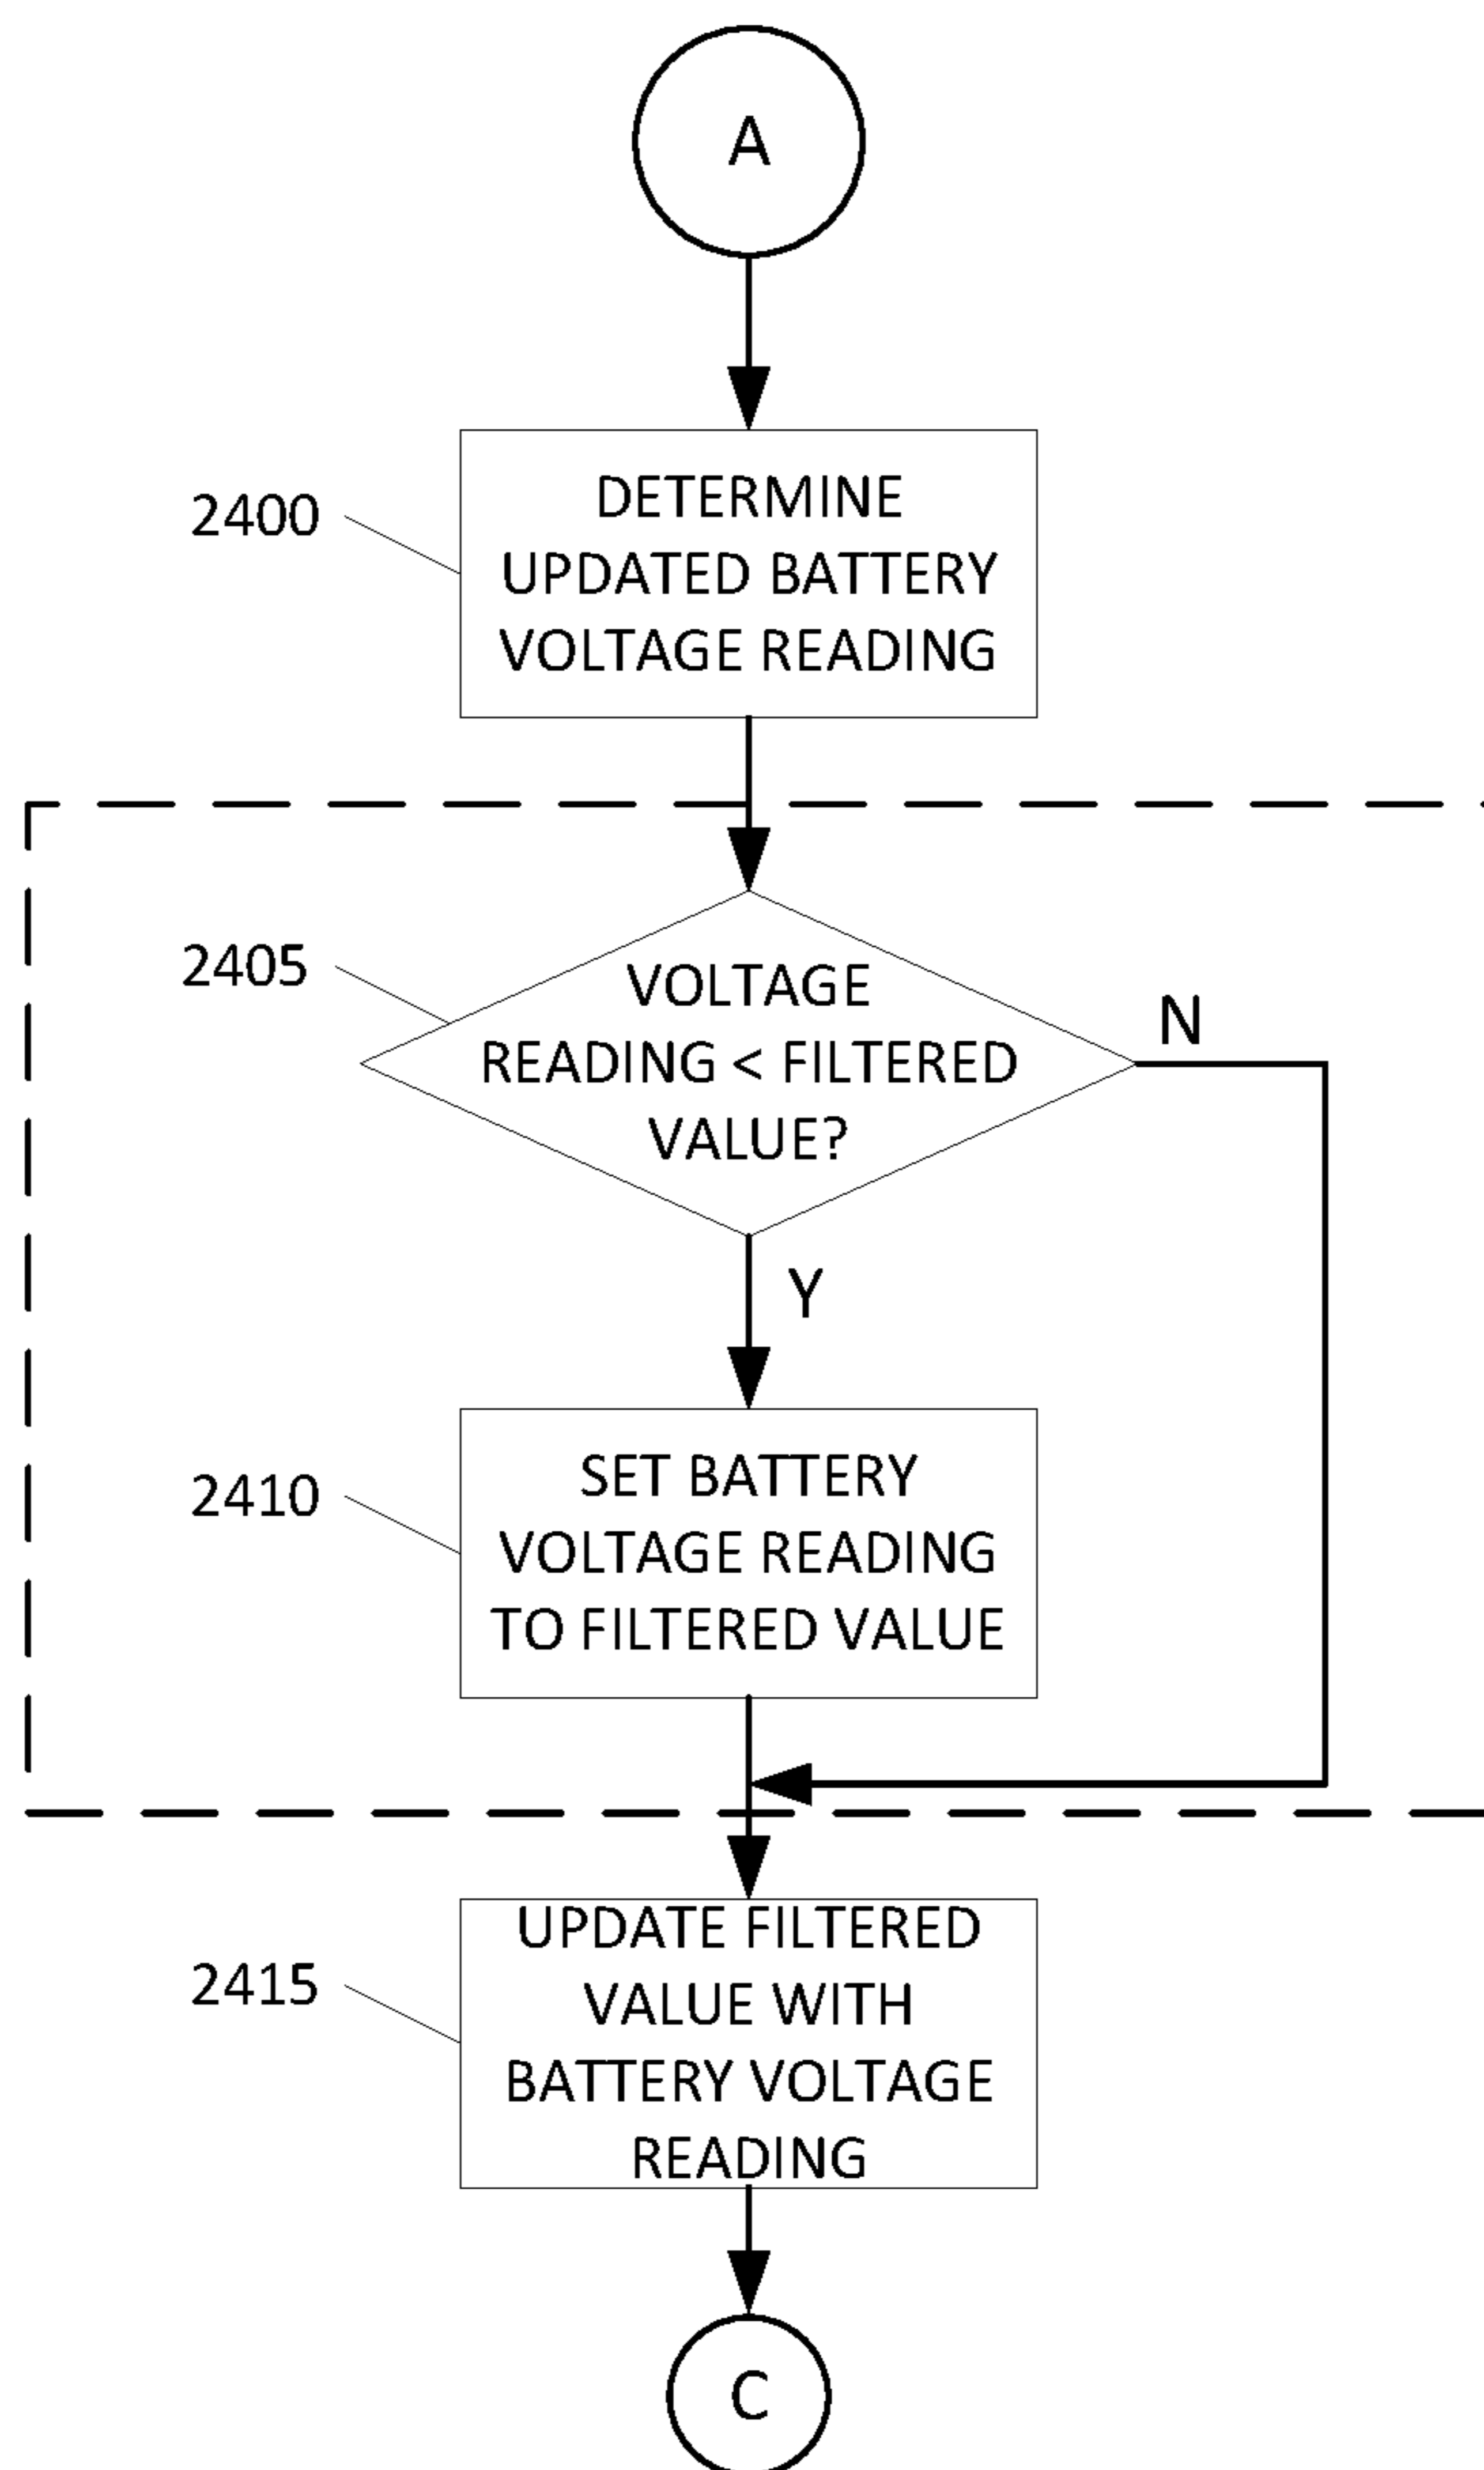 A
2400
DETERMINE
UPDATED BATTERY
VOLTAGE READING
2405
VOLTAGE
READING < FILTERED
VALUE?
N
Y
2410
SET BATTERY
VOLTAGE READING
TO FILTERED VALUE
2415
UPDATE FILTERED
VALUE WITH
BATTERY VOLTAGE
READING
C